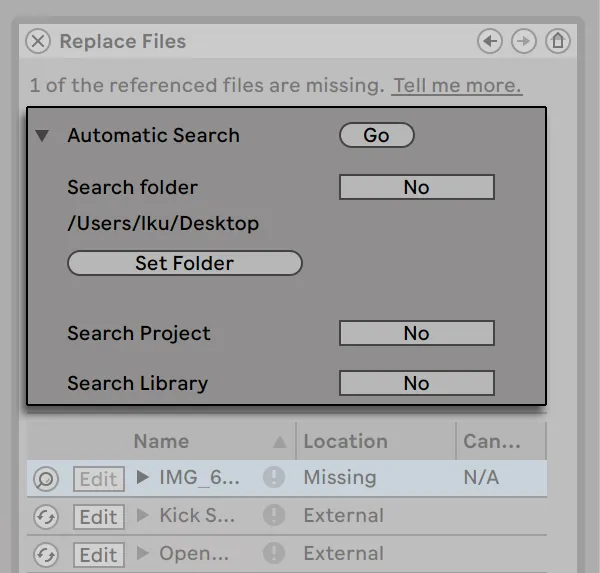 Replace Files
1 of the referenced files are missing. Tell me more.
Automatic Search Go
Search folder No
/Users/lku/Desktop
Set Folder
Search Project No
Search Library No
Name Location Can...
Edit IMG_6... Missing N/A
Edit Kick S... External
Edit Open... External